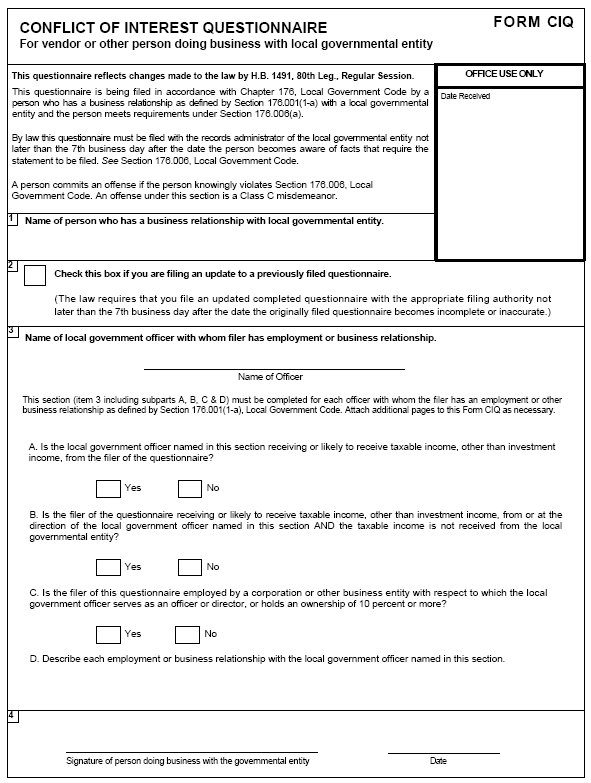 CONFLICT OF INTEREST QUESTIONNAIRE
FORM CIQ
For vendor or other person doing business with local governmental entity
This questionnaire reflects changes made to the law by H.B. 1491, 80th Leg., Regular Session.
OFFICE USE ONLY
This questionnaire is being filed in accordance with Chapter 176, Local Government Code by a
person who has a business relationship as defined by Section 176.001(1-a) with a local governmental
entity and the person meets requirements under Section 176.006(a).
Date Received
By law this questionnaire must be filed with the records administrator of the local governmental entity not
later than the 7th business day after the date the person becomes aware of facts that require the
statement to be filed. See Section 176.006, Local Government Code.
A person commits an offense if the person knowingly violates Section 176.006, Local
Government Code. An offense under this section is a Class C misdemeanor.
1 Name of person who has a business relationship with local governmental entity.
2
Check this box if you are filing an update to a previously filed questionnaire.
(The law requires that you file an updated completed questionnaire with the appropriate filing authority not
later than the 7th business day after the date the originally filed questionnaire becomes incomplete or inaccurate.)
3
Name of local government officer with whom filer has employment or business relationship.
Name of Officer
This section (item 3 including subparts A, B, C & D) must be completed for each officer with whom the filer has an employment or other
business relationship as defined by Section 176.001(1-a), Local Government Code. Attach additional pages to this Form CIQ as necessary.
A. Is the local government officer named in this section receiving or likely to receive taxable income, other than investment
income, from the filer of the questionnaire?
Yes No
B. Is the filer of the questionnaire receiving or likely to receive taxable income, other than investment income, from or at the
direction of the local government officer named in this section AND the taxable income is not received from the local
governmental entity?
Yes No
C. Is the filer of this questionnaire employed by a corporation or other business entity with respect to which the local
government officer serves as an officer or director, or holds an ownership of 10 percent or more?
Yes No
D. Describe each employment or business relationship with the local government officer named in this section.
4
Signature of person doing business with the governmental entity
Date